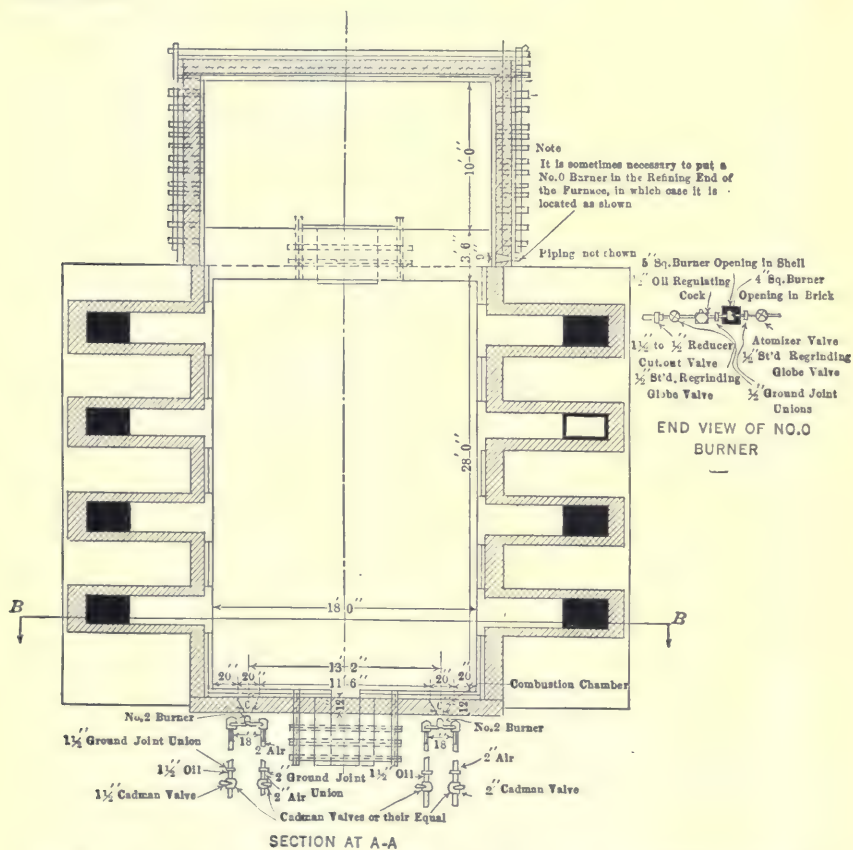 Note
It is sometimes necessary to put a
No.0 Burner in the Refining End of
the Furnace, in which case it is
located as shown
10'-0"
3'6"
9"
Piping not shown
5" Sq. Burner Opening in Shell
½" Oil Regulating
Cock
4" Sq. Burner
Opening in Brick
1½" to ½" Reducer
Cut out Valve
½" St'd. Regrinding
Globe Valve
Atomizer Valve
½" St'd Regrinding
Globe Valve
½" Ground Joint
Unions
END VIEW OF NO.0
BURNER
28'-0"
B
B
18'-0"
13'-2"
20" 20"
11'6"
20" 20"
12"
12"
Combustion Chamber
No.2 Burner
No.2 Burner
18"
18"
1½" Ground Joint Union
2" Air
2" Air
1½" Oil
2" Ground Joint
Union
1½" Oil
1½" Cadman Valve
2" Air
2" Cadman Valve
Cadman Valves or their Equal
SECTION AT A-A